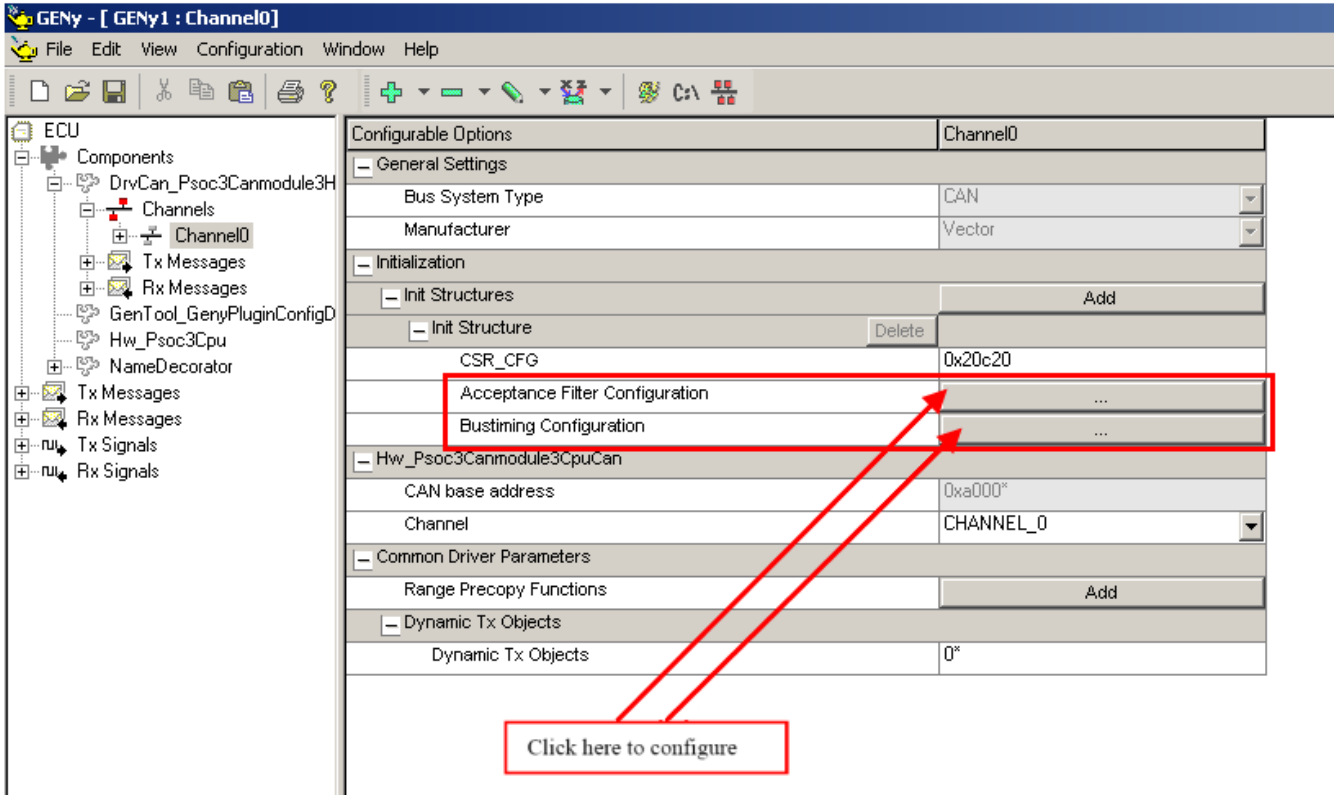 GENy - [ GENy1 : Channel0]
File Edit View Configuration Window Help
C:\
ECU
Components
DrvCan_Psoc3Canmodule3H
Channels
Channel0
Tx Messages
Rx Messages
GenTool_GenyPluginConfigD
Hw_Psoc3Cpu
NameDecorator
Tx Messages
Rx Messages
Tx Signals
Rx Signals
Configurable Options Channel0
General Settings
Bus System Type CAN
Manufacturer Vector
Initialization
Init Structures Add
Init Structure Delete
CSR_CFG 0x20c20
Acceptance Filter Configuration ...
Bustiming Configuration ...
Hw_Psoc3Canmodule3CpuCan
CAN base address 0xa000*
Channel CHANNEL_0
Common Driver Parameters
Range Precopy Functions Add
Dynamic Tx Objects
Dynamic Tx Objects 0*
Click here to configure